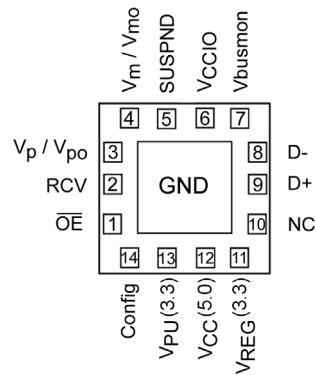 Vm / Vmo
SUSPND
VCCIO
Vbusmon
4 5 6 7
Vp / Vpo 3
8 D-
RCV 2
GND
9 D+
OE 1
10 NC
14 13 12 11
Config
VPU(3.3)
VCC(5.0)
VREG(3.3)